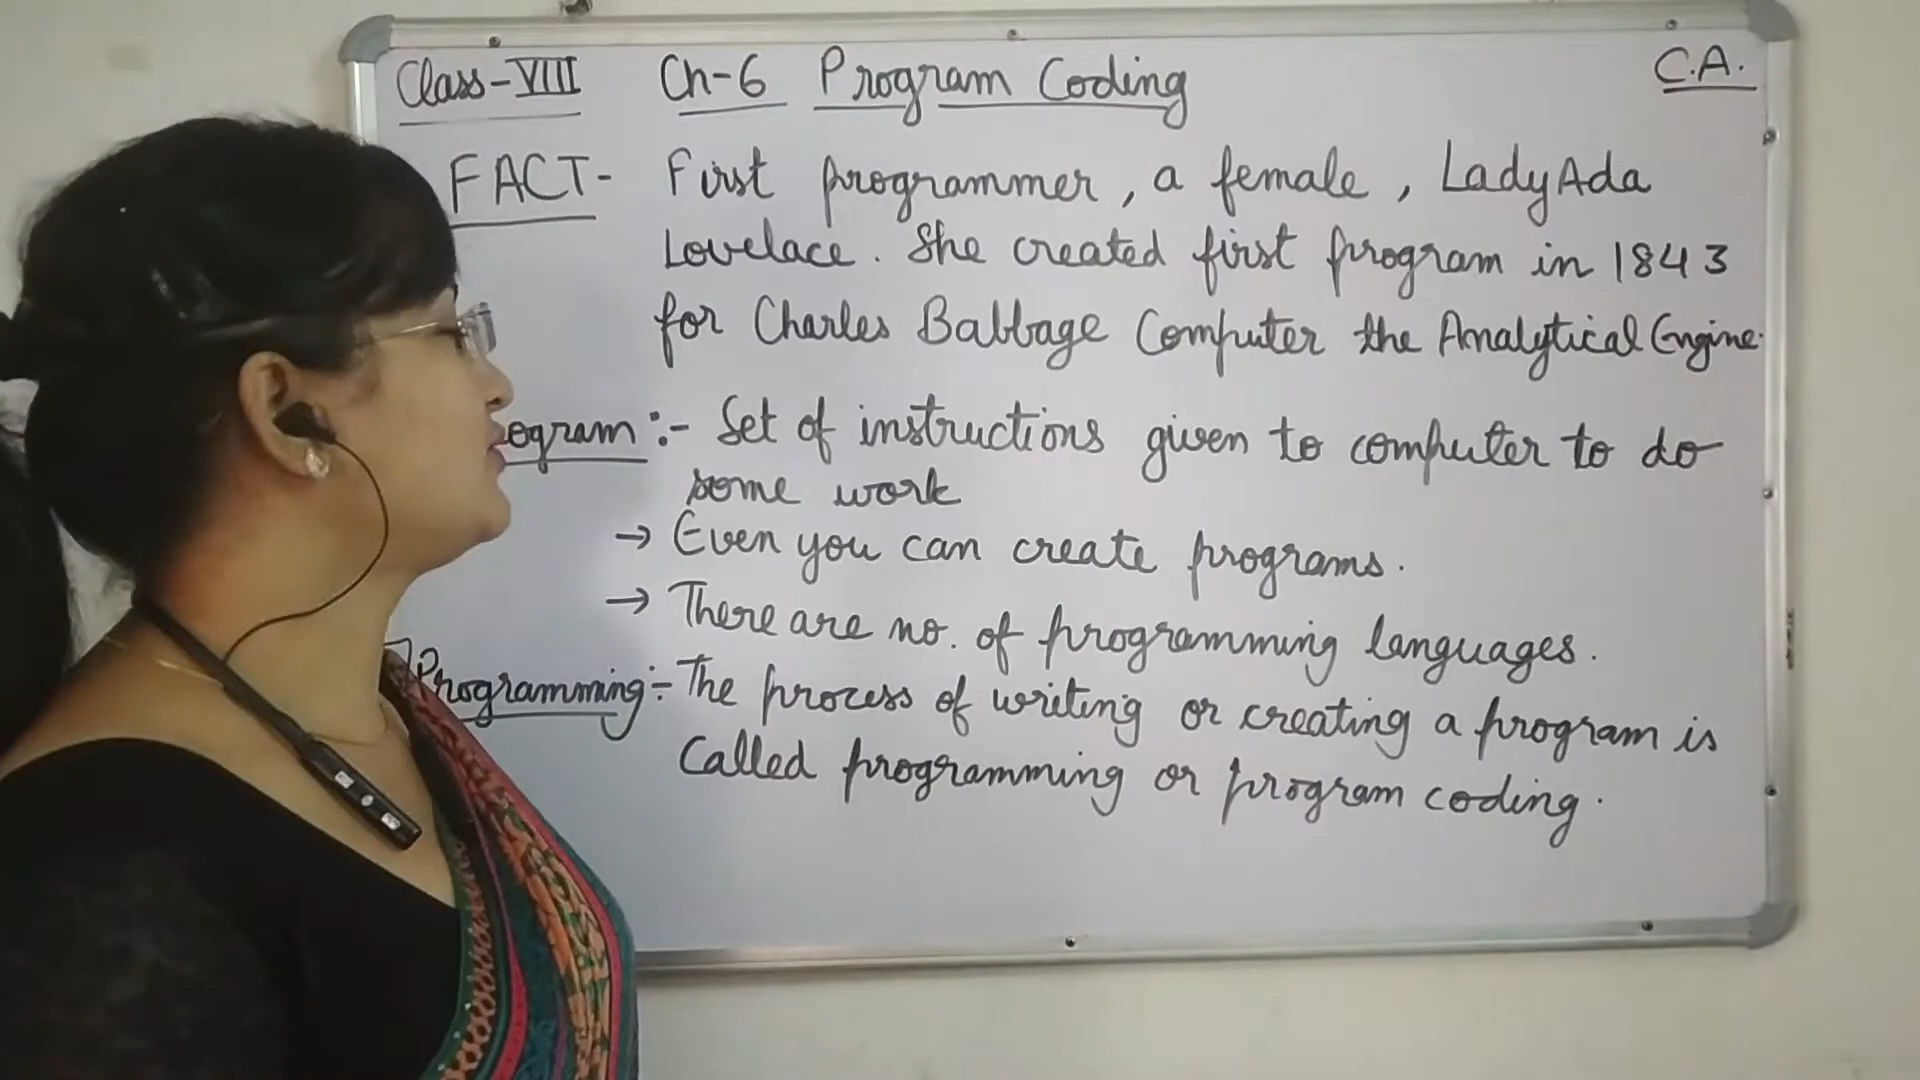 Class-VIII Ch-6 Program Coding C.A.
FACT- First programmer, a female, Lady Ada
Lovelace. She created first program in 1843
for Charles Babbage Computer the Analytical Engine.
ogram :- Set of instructions given to computer to do
some work
→ Even you can create programs.
→ There are no. of programming languages.
Programming :- The process of writing or creating a program is
Called programming or program coding.